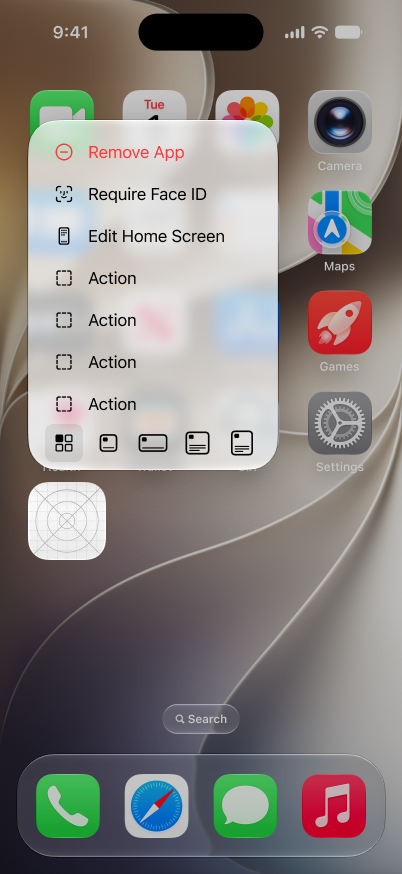 9:41
Tue
Remove App
Require Face ID
Edit Home Screen
Action
Action
Action
Action
Camera
Maps
Games
Settings
Search